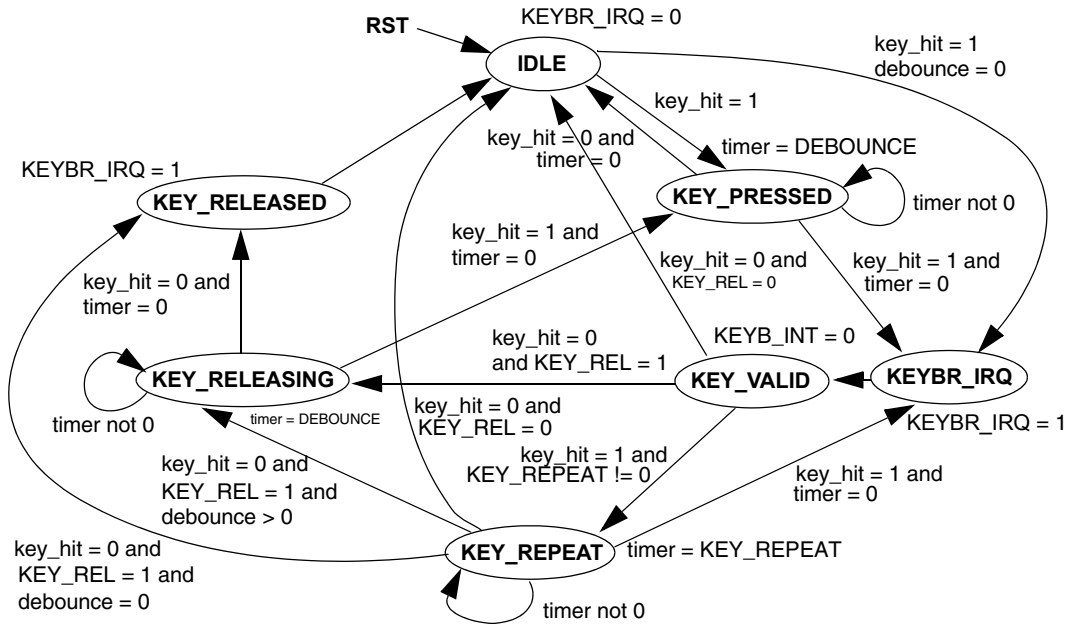 KEYBR_IRQ = 0
RST
IDLE
key_hit = 1
debounce = 0
key_hit = 1
key_hit = 0 and
timer = 0
timer = DEBOUNCE
KEYBR_IRQ = 1
KEY_RELEASED
KEY_PRESSED
timer not 0
key_hit = 1 and
timer = 0
key_hit = 0 and
KEY_REL = 0
key_hit = 1 and
timer = 0
key_hit = 0 and
timer = 0
key_hit = 0
and KEY_REL = 1
KEYB_INT = 0
KEY_RELEASING
KEY_VALID
KEYBR_IRQ
timer not 0
timer = DEBOUNCE
key_hit = 0 and
KEY_REL = 0
KEYBR_IRQ = 1
key_hit = 0 and
KEY_REL = 1 and
debounce > 0
key_hit = 1 and
KEY_REPEAT != 0
key_hit = 1 and
timer = 0
key_hit = 0 and
KEY_REL = 1 and
debounce = 0
KEY_REPEAT
timer = KEY_REPEAT
timer not 0